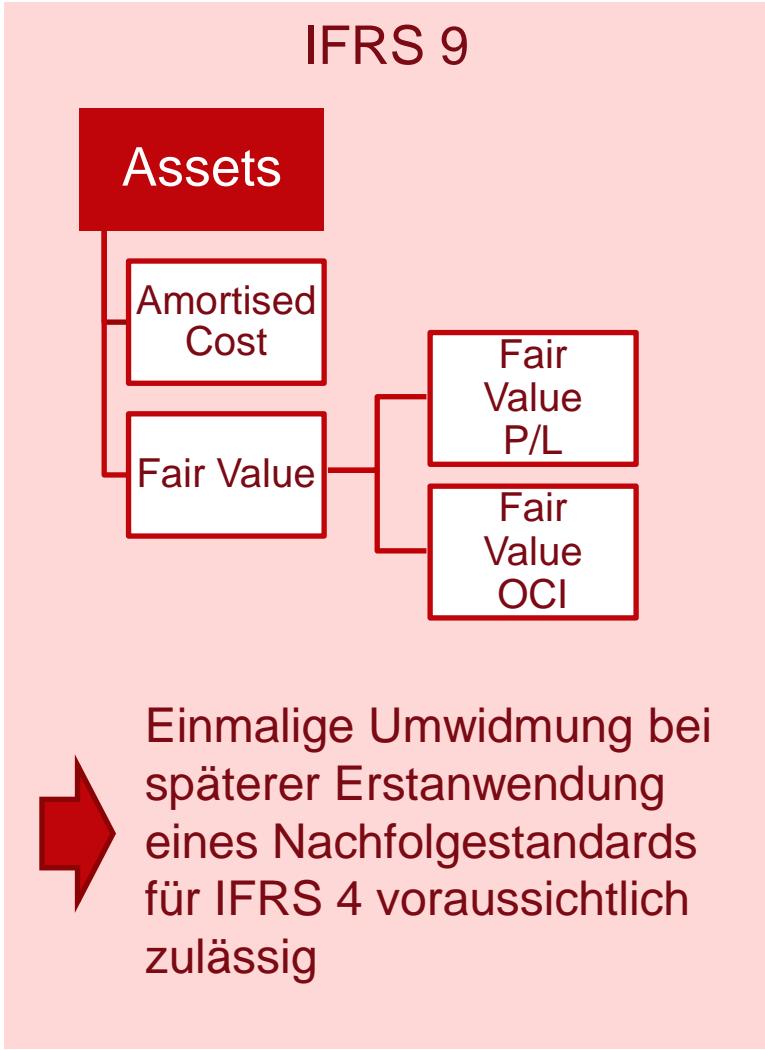 IFRS 9
Assets
Amortised
Cost
Fair Value
Fair
Value
P/L
Fair
Value
OCI
Einmalige Umwidmung bei
späterer Erstanwendung
eines Nachfolgestandards
für IFRS 4 voraussichtlich
zulässig